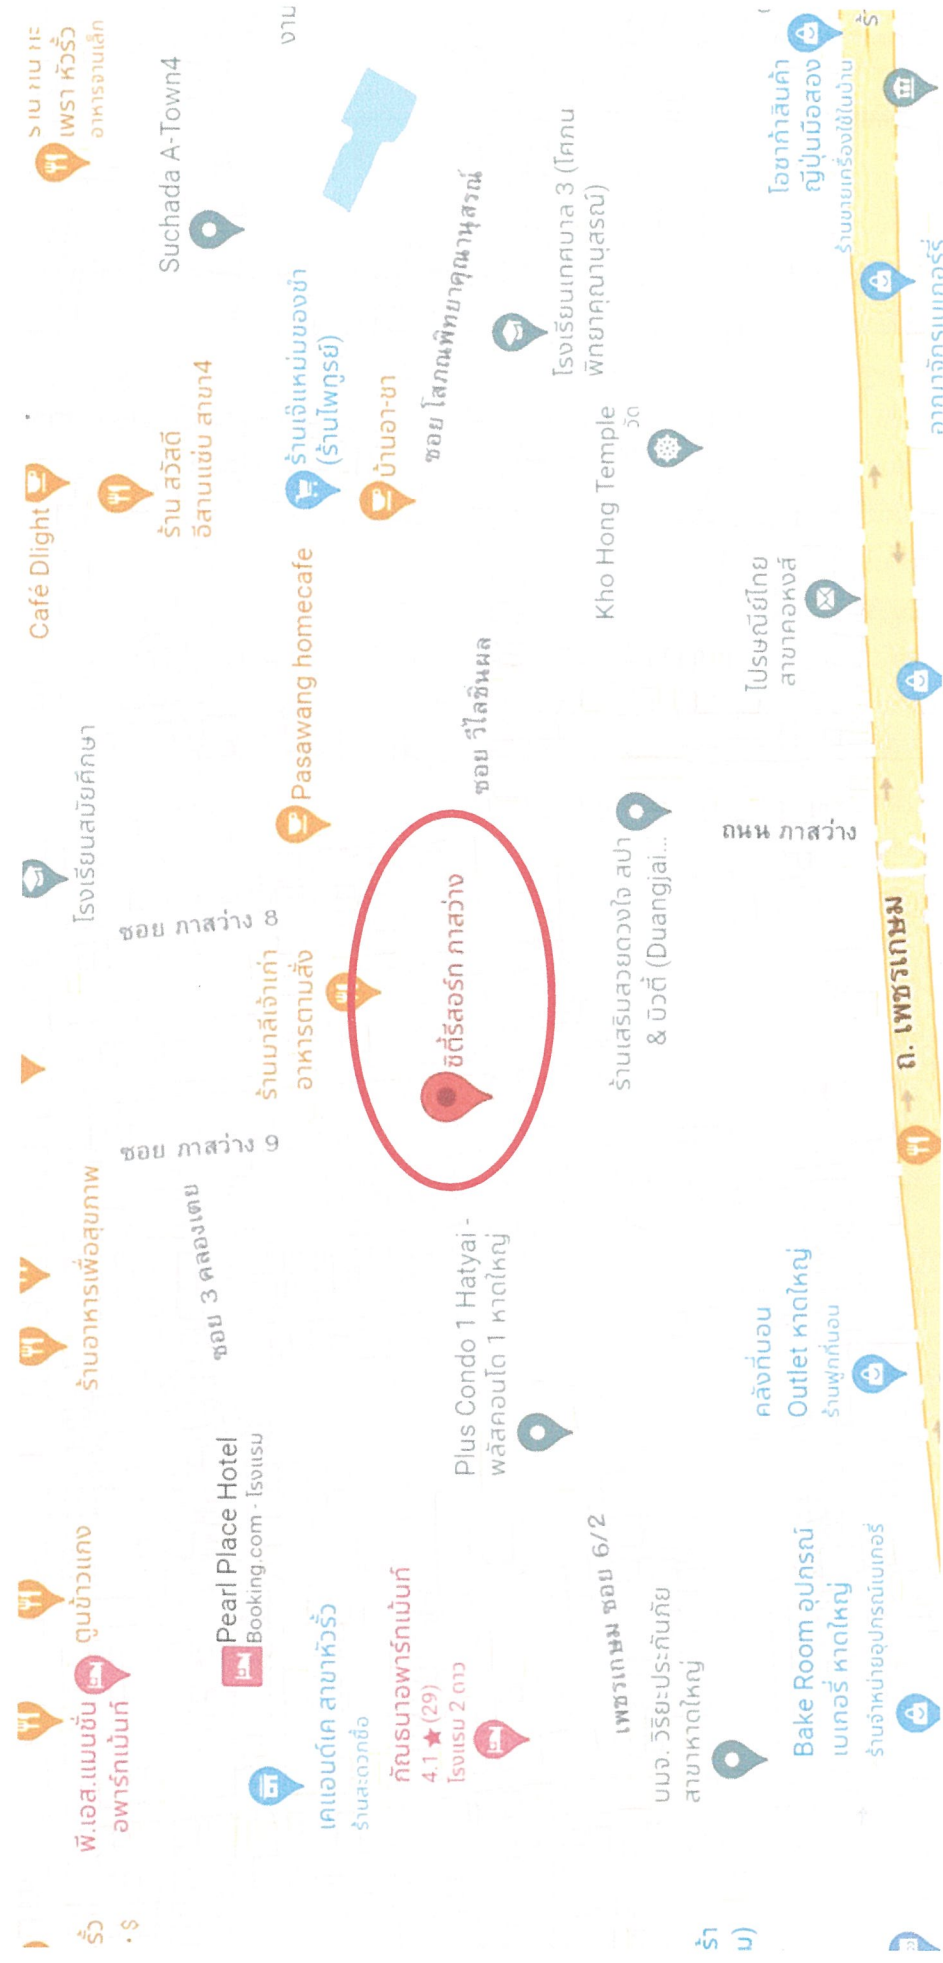 เพรา หัวรั้ว
อาหารจานเล็ก
Suchada A-Town4
งาน
Café Dlight
ร้าน สวัสดี
อีสานแซ่บ สาขา4
โรงเรียนสมัยศึกษา
ซอย ภาสว่าง 8
ร้านอาหารเพื่อสุขภาพ
ซอย ภาสว่าง 9
ซอย 3 คลองเตย
ตูนข้าวแกง
พี.เอส.แมนชั่น
อพาร์ทเม้นท์
รั้ว
Pearl Place Hotel
Booking.com - โรงแรม
ร้านเจ๊แหม่มของชำ
(ร้านไพฑูรย์)
บ้านอา-ชา
Pasawang homecafe
ร้านมาลีเจ้าเก่า
อาหารตามสั่ง
เคแอนด์เค สาขาหัวรั้ว
ร้านสะดวกซื้อ
กัณธนาอพาร์ทเม้นท์
4.1 ★ (29)
โรงแรม 2 ดาว
ซอย โสภณพิทยาคุณานุสรณ์
ซอย วิไลชื่นผล
ซิตี้รีสอร์ท ภาสว่าง
Plus Condo 1 Hatyai -
พลัสคอนโด 1 หาดใหญ่
โรงเรียนเทศบาล 3 (โศภณ
พิทยาคุณานุสรณ์)
Kho Hong Temple
วัด
ร้านเสริมสวยดวงใจ สปา
& บิวตี้ (Duangjai...
เพชรเกษม ซอย 6/2
บมจ. วิริยะประกันภัย
สาขาหาดใหญ่
โอซาก้าสินค้า
ญี่ปุ่นมือสอง
ร้านขายเครื่องใช้ในบ้าน
ไปรษณีย์ไทย
สาขาคอหงส์
ถนน ภาสว่าง
คลังที่นอน
Outlet หาดใหญ่
ร้านฟูกที่นอน
Bake Room อุปกรณ์
เบเกอรี่ หาดใหญ่
ร้านจำหน่ายอุปกรณ์เบเกอรี่
ถ. เพชรเกษม
อาณาจักรเบเกอรี่